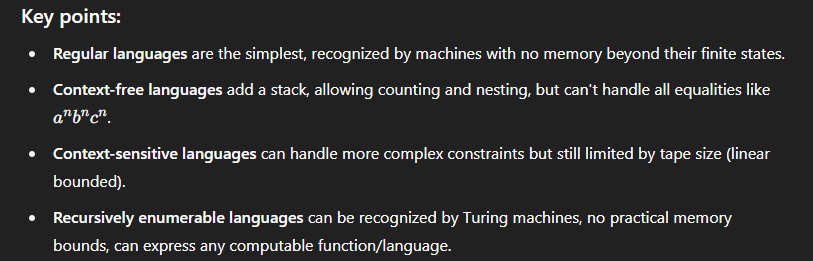 Key points:
• Regular languages are the simplest, recognized by machines with no memory beyond their finite states.
• Context-free languages add a stack, allowing counting and nesting, but can't handle all equalities like
aⁿbⁿcⁿ.
• Context-sensitive languages can handle more complex constraints but still limited by tape size (linear
bounded).
• Recursively enumerable languages can be recognized by Turing machines, no practical memory
bounds, can express any computable function/language.